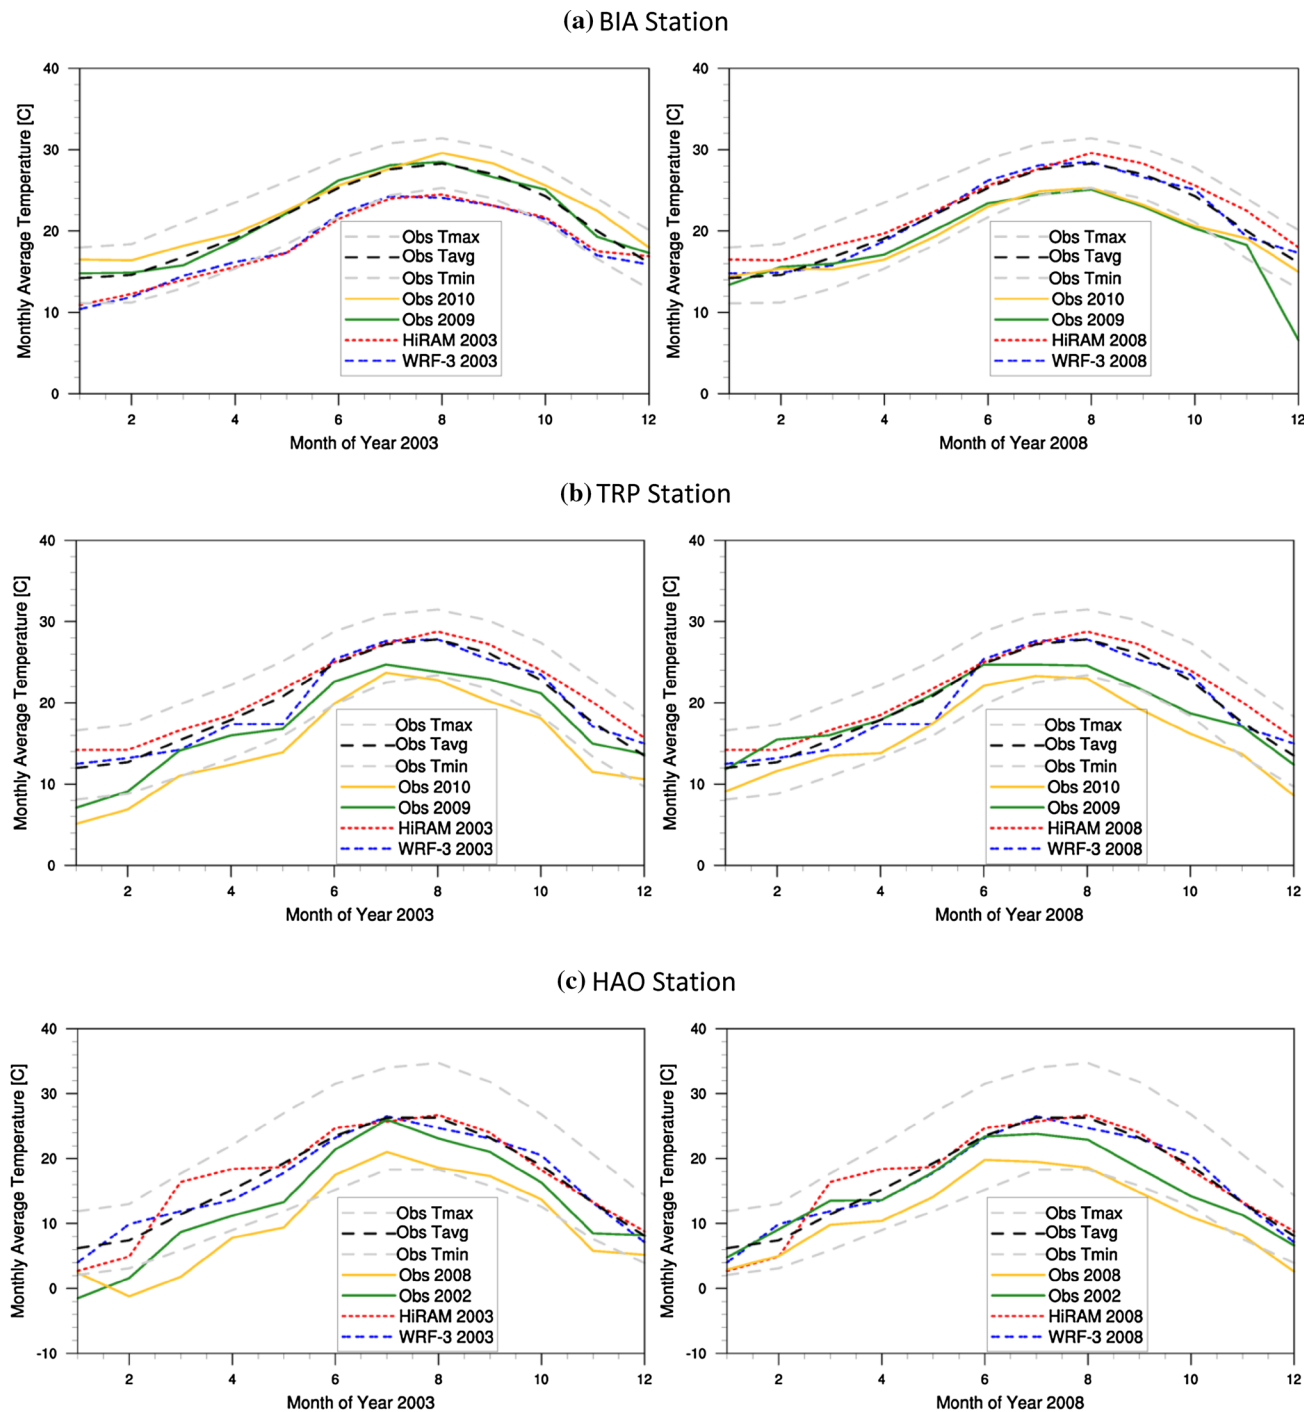 (a) BIA Station
Monthly Average Temperature [C]
40
30
20
10
0
Obs Tmax
Obs Tavg
Obs Tmin
Obs 2010
Obs 2009
HiRAM 2003
WRF-3 2003
2 4 6 8 10 12
Month of Year 2003
Monthly Average Temperature [C]
40
30
20
10
0
Obs Tmax
Obs Tavg
Obs Tmin
Obs 2010
Obs 2009
HiRAM 2008
WRF-3 2008
2 4 6 8 10 12
Month of Year 2008
(b) TRP Station
Monthly Average Temperature [C]
40
30
20
10
0
Obs Tmax
Obs Tavg
Obs Tmin
Obs 2010
Obs 2009
HiRAM 2003
WRF-3 2003
2 4 6 8 10 12
Month of Year 2003
Monthly Average Temperature [C]
40
30
20
10
0
Obs Tmax
Obs Tavg
Obs Tmin
Obs 2010
Obs 2009
HiRAM 2008
WRF-3 2008
2 4 6 8 10 12
Month of Year 2008
(c) HAO Station
Monthly Average Temperature [C]
40
30
20
10
0
-10
Obs Tmax
Obs Tavg
Obs Tmin
Obs 2008
Obs 2002
HiRAM 2003
WRF-3 2003
2 4 6 8 10 12
Month of Year 2003
Monthly Average Temperature [C]
40
30
20
10
0
-10
Obs Tmax
Obs Tavg
Obs Tmin
Obs 2008
Obs 2002
HiRAM 2008
WRF-3 2008
2 4 6 8 10 12
Month of Year 2008